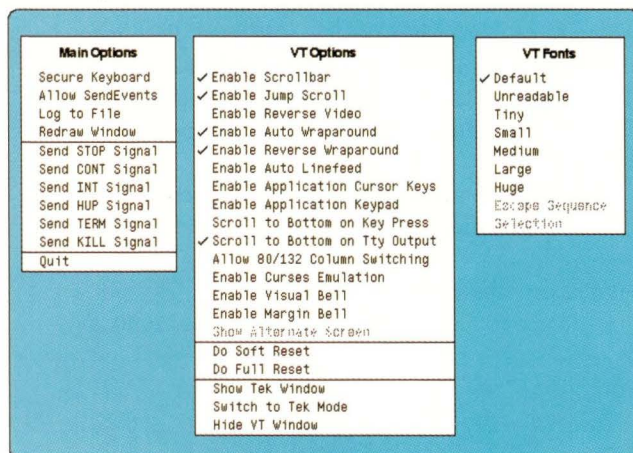 Main Options
Secure Keyboard
Allow SendEvents
Log to File
Redraw Window
Send STOP Signal
Send CONT Signal
Send INT Signal
Send HUP Signal
Send TERM Signal
Send KILL Signal
Quit
VT Options
✓ Enable Scrollbar
✓ Enable Jump Scroll
Enable Reverse Video
✓ Enable Auto Wraparound
✓ Enable Reverse Wraparound
Enable Auto Linefeed
Enable Application Cursor Keys
Enable Application Keypad
Scroll to Bottom on Key Press
✓ Scroll to Bottom on Tty Output
Allow 80/132 Column Switching
Enable Curses Emulation
Enable Visual Bell
Enable Margin Bell
Show Alternate Screen
Do Soft Reset
Do Full Reset
Show Tek Window
Switch to Tek Mode
Hide VT Window
VT Fonts
✓ Default
Unreadable
Tiny
Small
Medium
Large
Huge
Escape Sequence
Selection